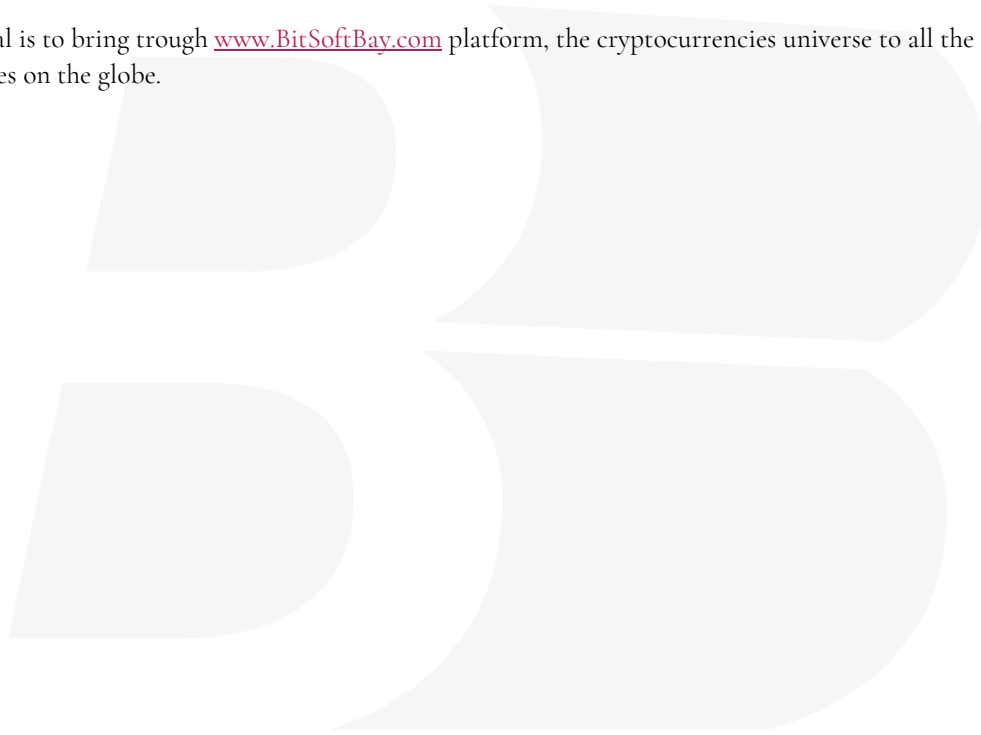 al is to bring trough www.BitSoftBay.com platform, the cryptocurrencies universe to all the
es on the globe.